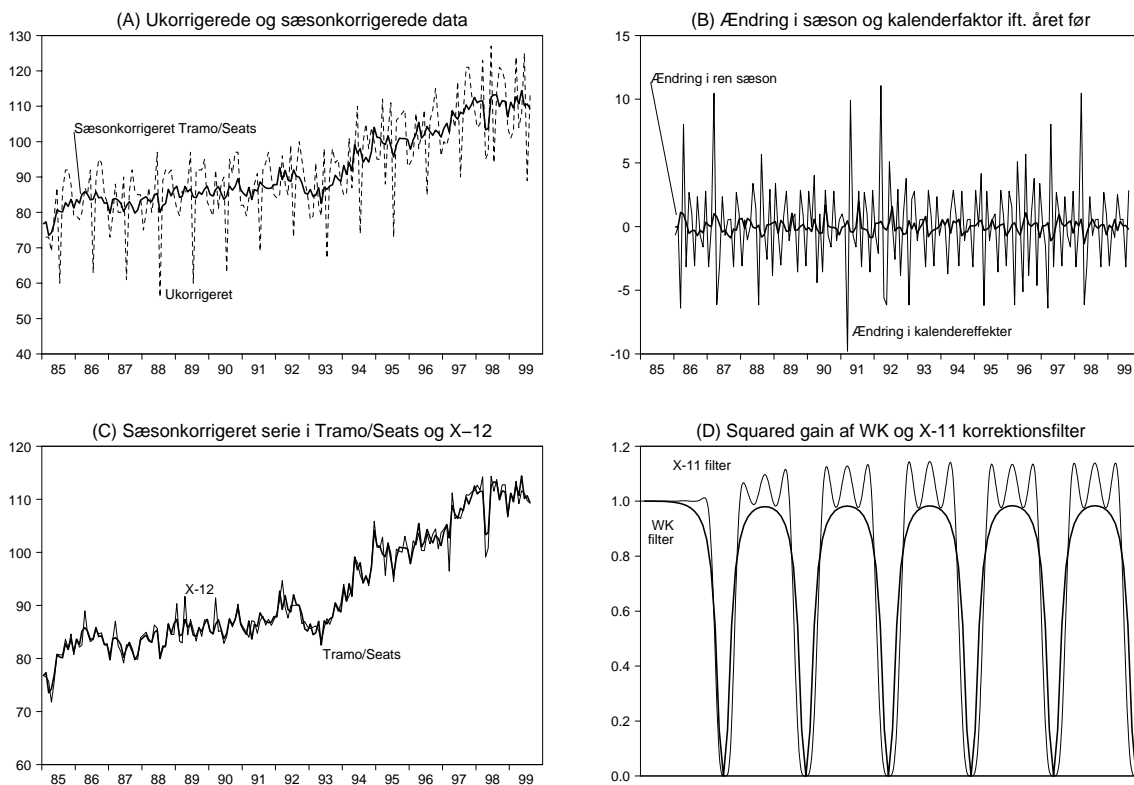 (A) Ukorrigerede og sæsonkorrigerede data
130
120
110
100
90
80
70
60
50
40
Sæsonkorrigeret Tramo/Seats
Ukorrigeret
85 86 87 88 89 90 91 92 93 94 95 96 97 98 99
(B) Ændring i sæson og kalenderfaktor ift. året før
15
10
5
0
-5
-10
Ændring i ren sæson
Ændring i kalendereffekter
85 86 87 88 89 90 91 92 93 94 95 96 97 98 99
(C) Sæsonkorrigeret serie i Tramo/Seats og X−12
120
110
100
90
80
70
60
X-12
Tramo/Seats
85 86 87 88 89 90 91 92 93 94 95 96 97 98 99
(D) Squared gain af WK og X-11 korrektionsfilter
1.2
1.0
0.8
0.6
0.4
0.2
0.0
X-11 filter
WK
filter